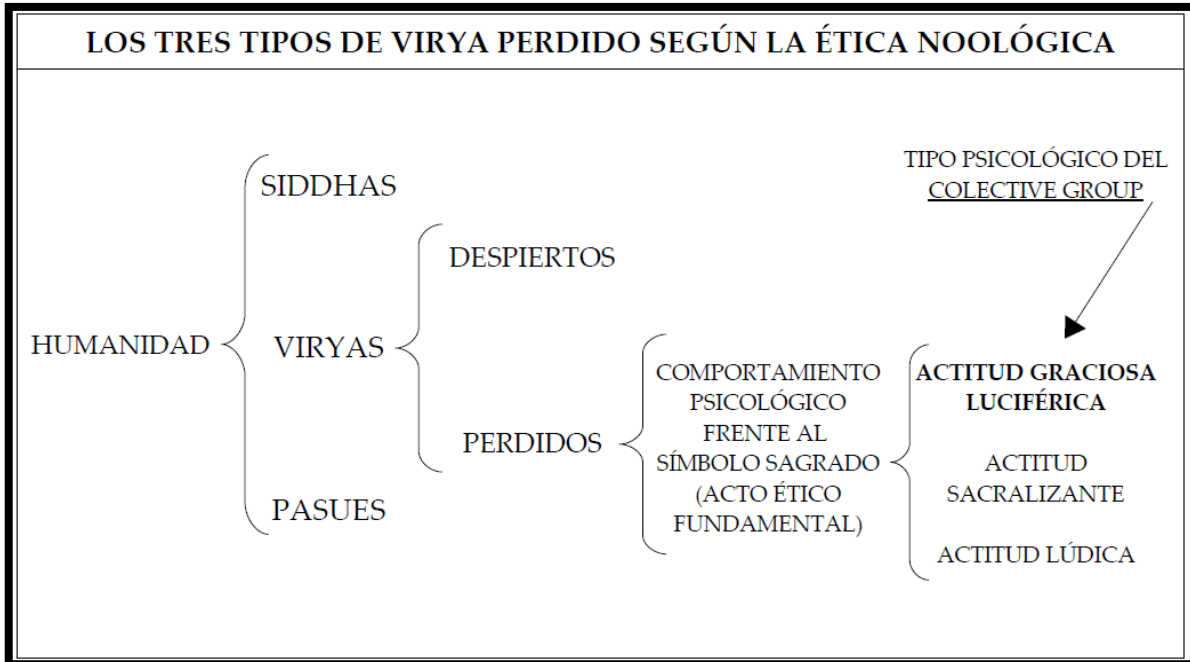 LOS TRES TIPOS DE VIRYA PERDIDO SEGÚN LA ÉTICA NOOLÓGICA
TIPO PSICOLÓGICO DEL
COLECTIVE GROUP
HUMANIDAD
SIDDHAS
VIRYAS
PASUES
DESPIERTOS
PERDIDOS
COMPORTAMIENTO
PSICOLÓGICO
FRENTE AL
SÍMBOLO SAGRADO
(ACTO ÉTICO
FUNDAMENTAL)
ACTITUD GRACIOSA
LUCIFÉRICA
ACTITUD
SACRALIZANTE
ACTITUD LÚDICA